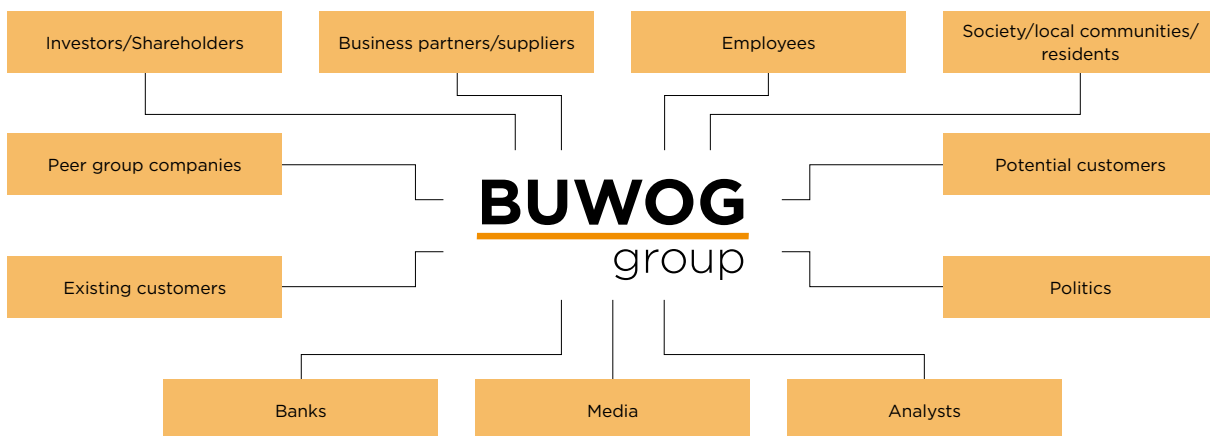 Investors/Shareholders
Business partners/suppliers
Employees
Society/local communities/
residents
Peer group companies
Potential customers
BUWOG
group
Existing customers
Politics
Banks
Media
Analysts